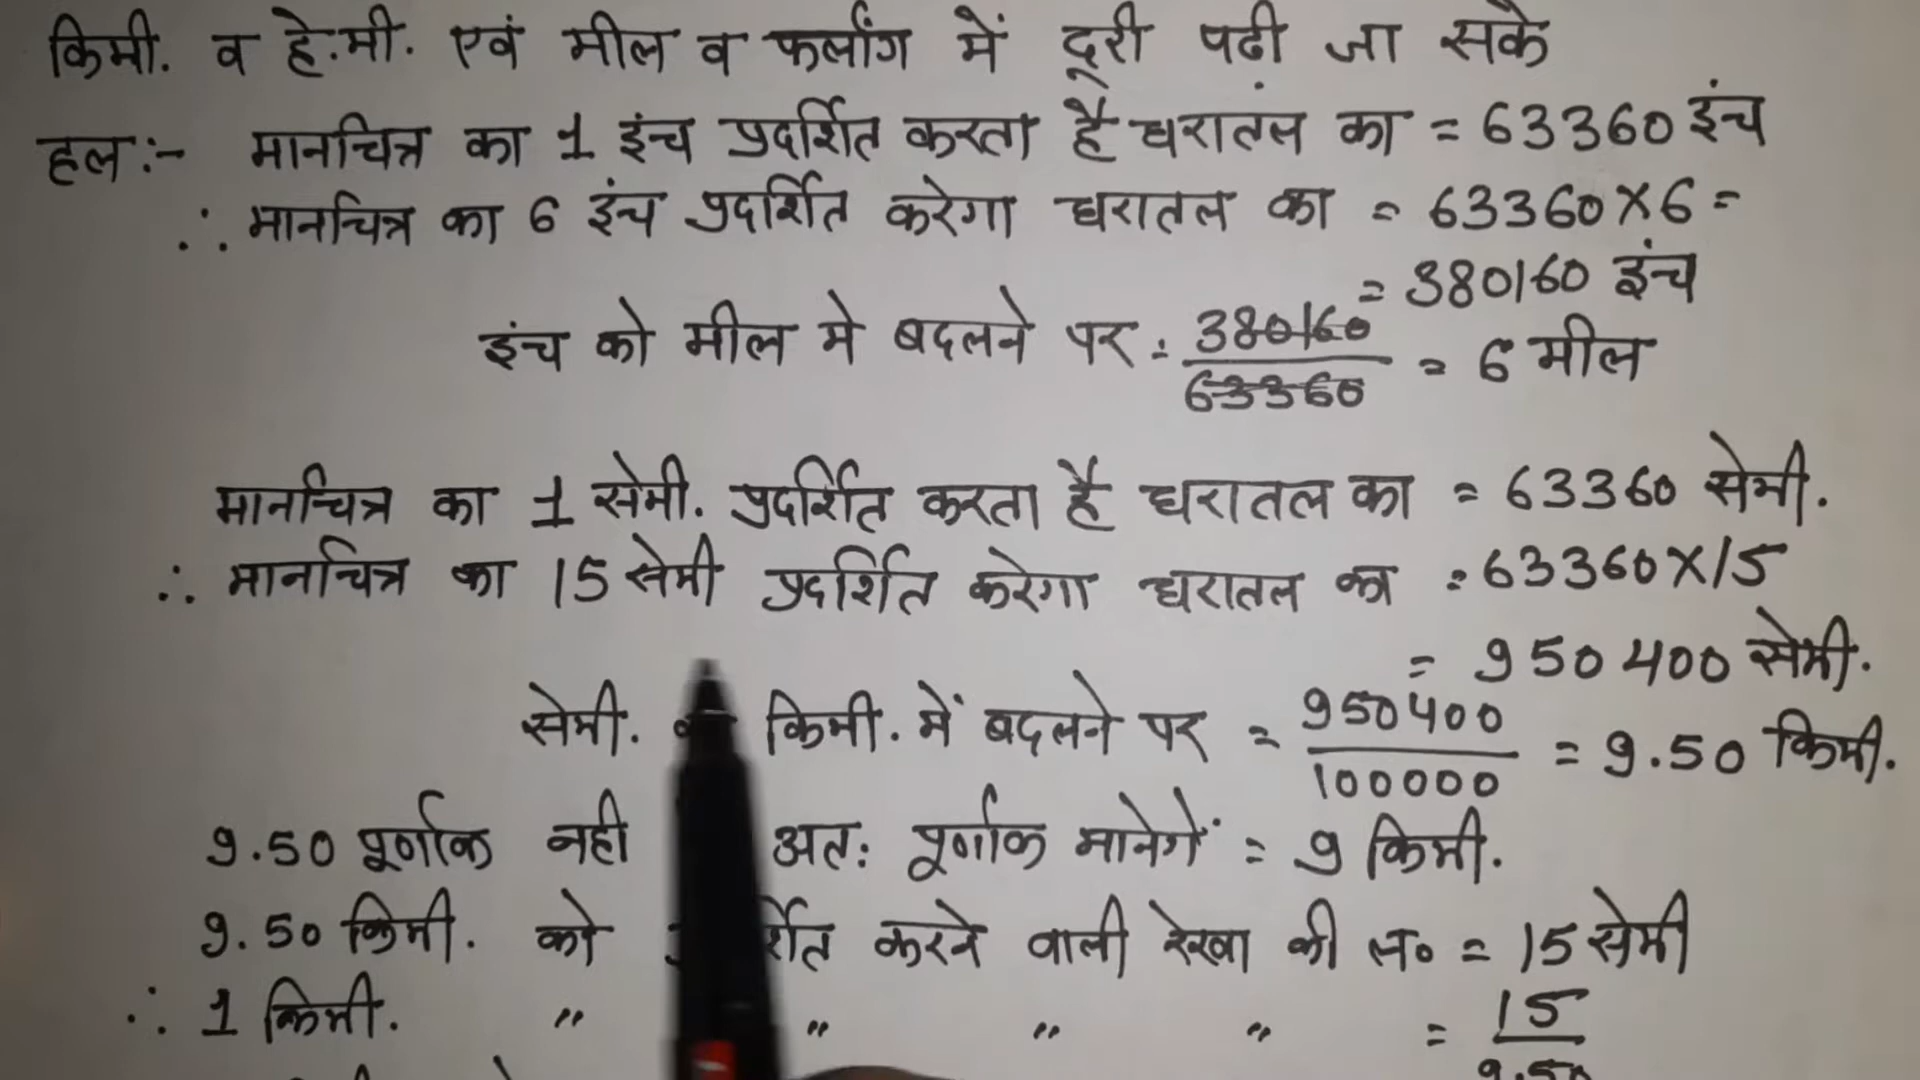 किमी. व हे.मी. एवं मील व फर्लांग में दूरी पढी जा सके
हल:- मानचित्र का 1 इंच प्रदर्शित करता है धरातल का = 63360 इंच
∴ मानचित्र का 6 इंच प्रदर्शित करेगा धरातल का = 63360×6 =
= 380160 इंच
इंच को मील मे बदलने पर = 380160/63360 = 6 मील
मानचित्र का 1 सेमी. प्रदर्शित करता है धरातल का = 63360 सेमी.
∴ मानचित्र का 15 सेमी प्रदर्शित करेगा धरातल का = 63360×15
= 950400 सेमी.
सेमी. किमी. में बदलने पर = 950400/100000 = 9.50 किमी.
9.50 पूर्णांक नही अत: पूर्णांक मानेगें = 9 किमी.
9.50 किमी. को करने वाली रेखा की ल० = 15 सेमी
∴ 1 किमी. " " " " = 15/9.50